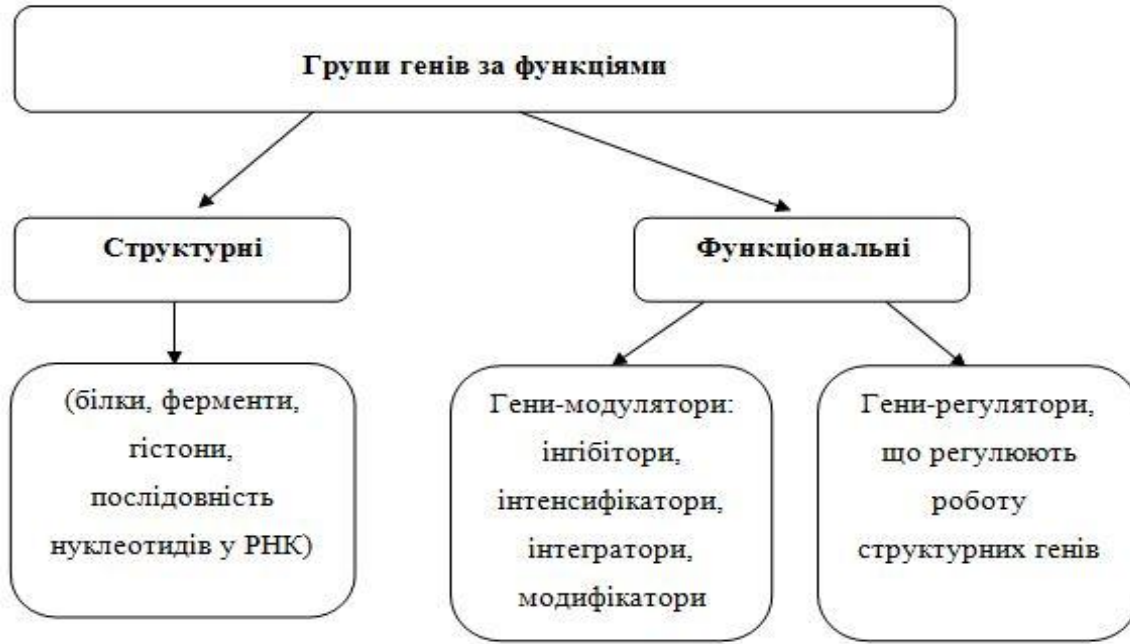 Групи генів за функціями
Структурні
Функціональні
(білки, ферменти,
гістони,
послідовність
нуклеотидів у РНК)
Гени-модулятори:
інгібітори,
інтенсифікатори,
інтегратори,
модифікатори
Гени-регулятори,
що регулюють
роботу
структурних генів